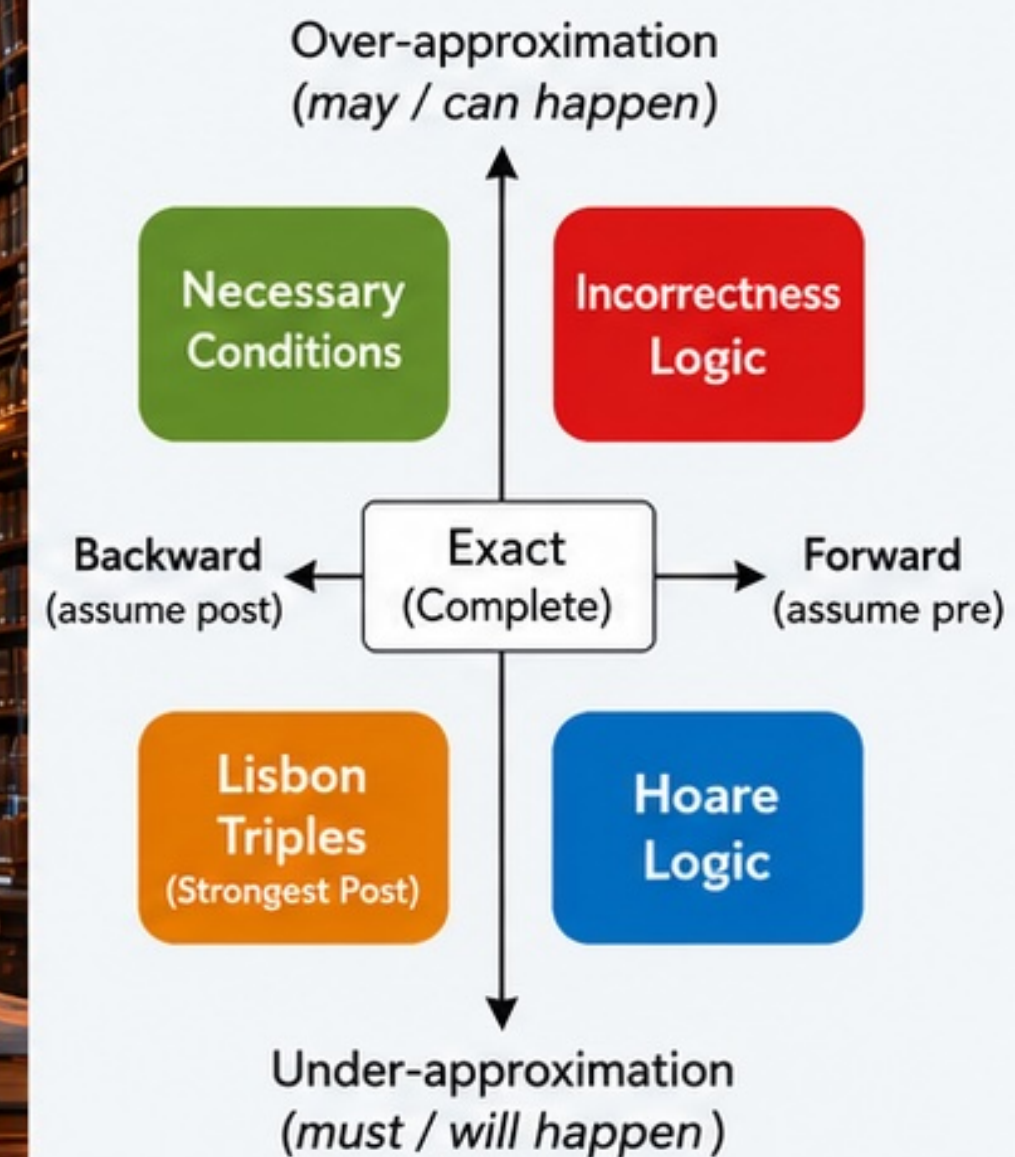 Over-approximation
(may / can happen)
Necessary
Conditions
Incorrectness
Logic
Backward
(assume post)
Exact
(Complete)
Forward
(assume pre)
Lisbon
Triples
(Strongest Post)
Hoare
Logic
Under-approximation
(must / will happen)